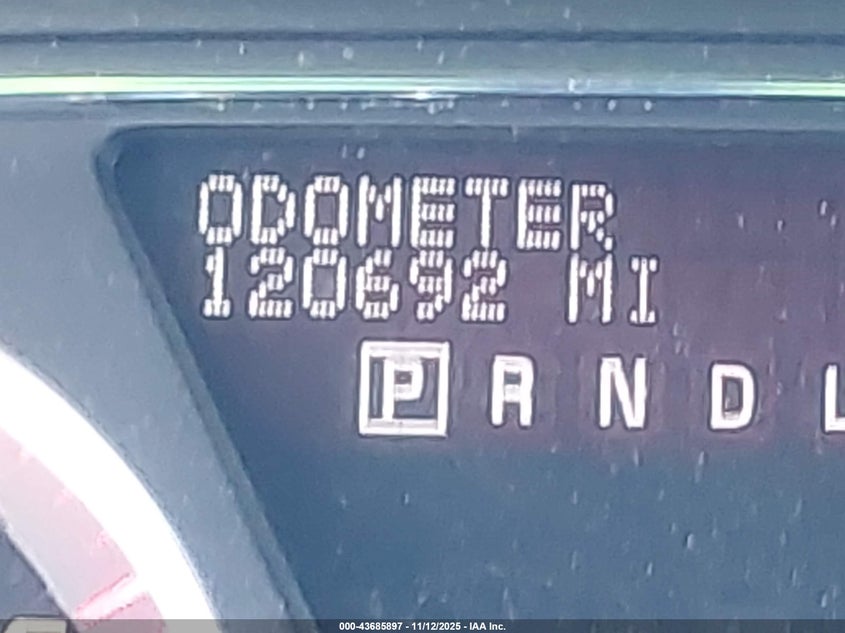 ODOMETER
120692 MI
P R N D L
000-43685897 - 11/12/2025 - IAA Inc.